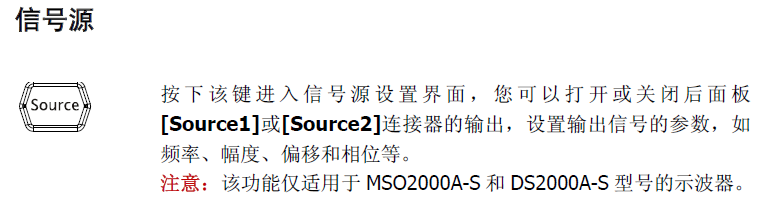 信号源
Source
按下该键进入信号源设置界面，您可以打开或关闭后面板
[Source1]或[Source2]连接器的输出，设置输出信号的参数，如
频率、幅度、偏移和相位等。
注意：该功能仅适用于 MSO2000A-S 和 DS2000A-S 型号的示波器。